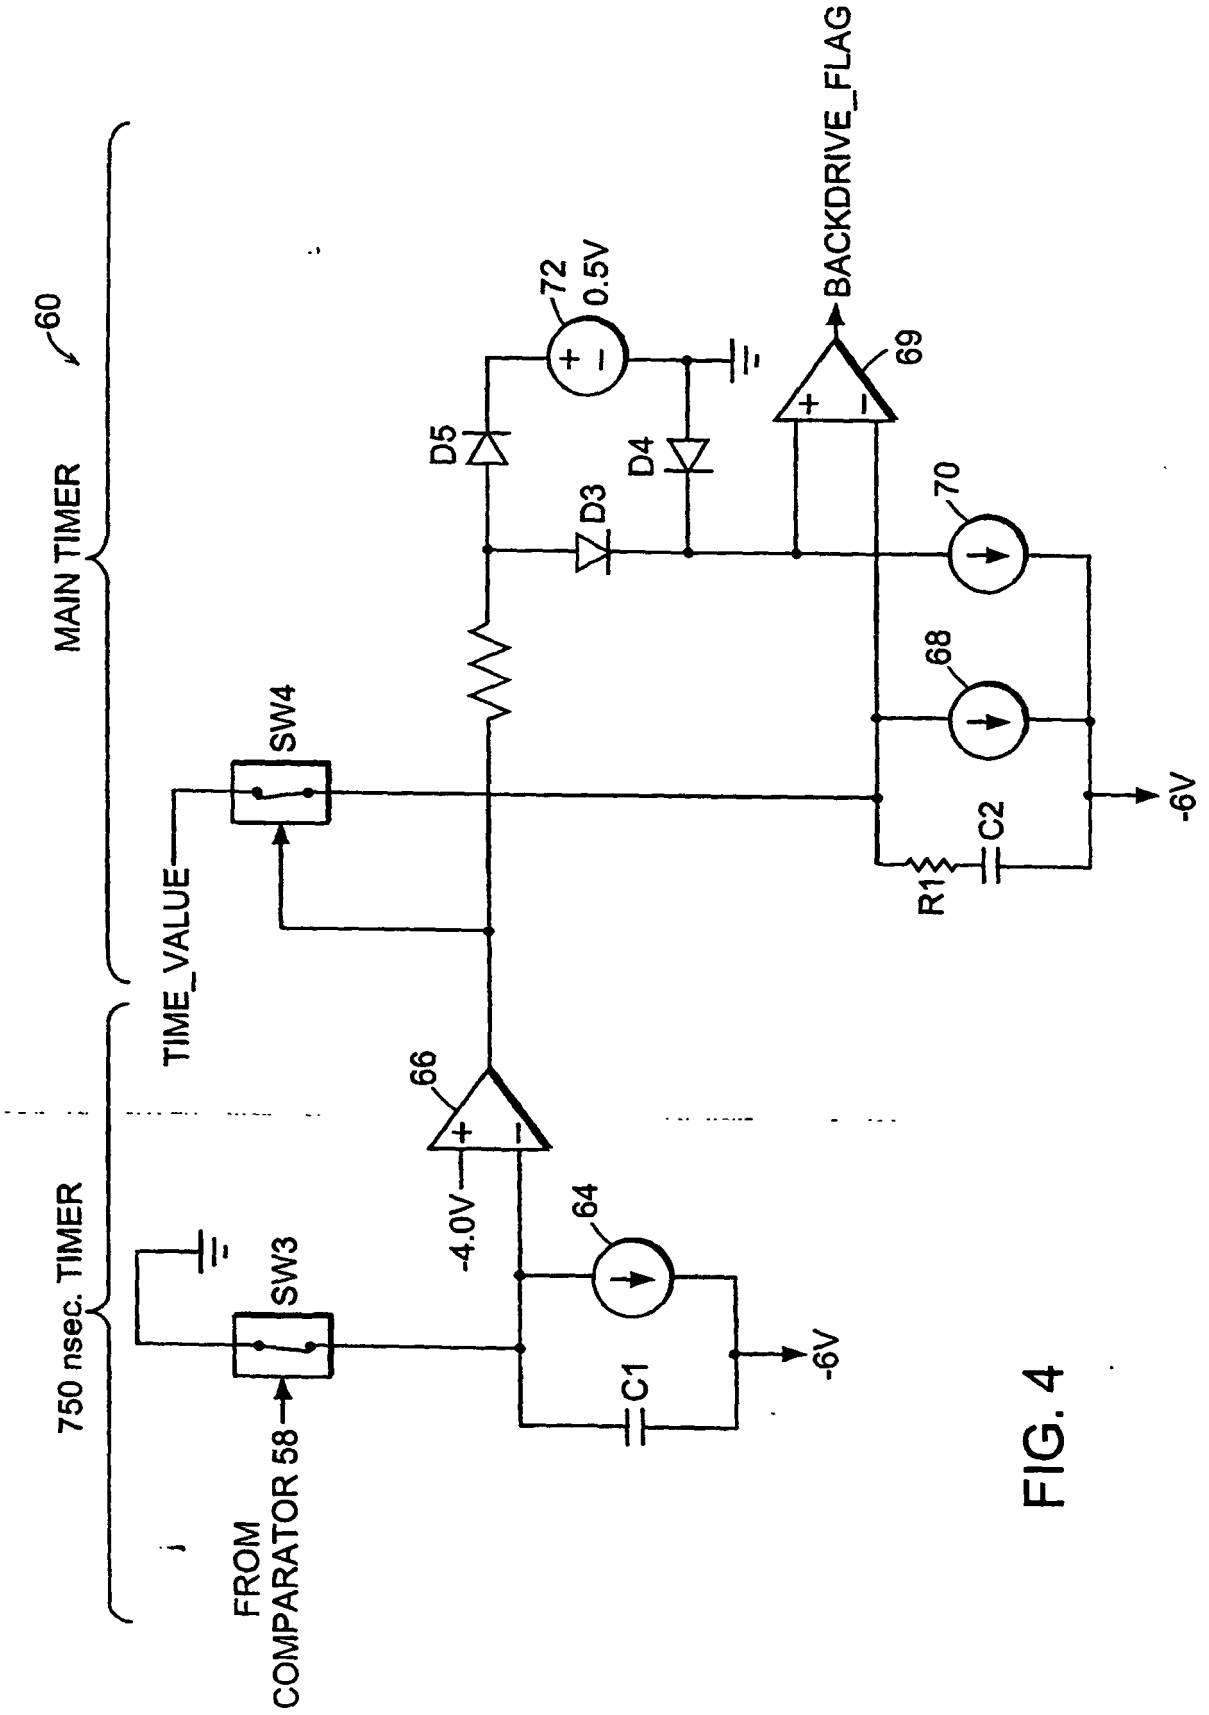 60
750 nsec. TIMER
MAIN TIMER
TIME_VALUE
SW3
SW4
FROM
COMPARATOR 58
-4.0V
+
−
66
64
C1
-6V
D5
D3
D4
+
−
72
0.5V
R1
C2
68
70
+
−
69
BACKDRIVE_FLAG
-6V
FIG. 4